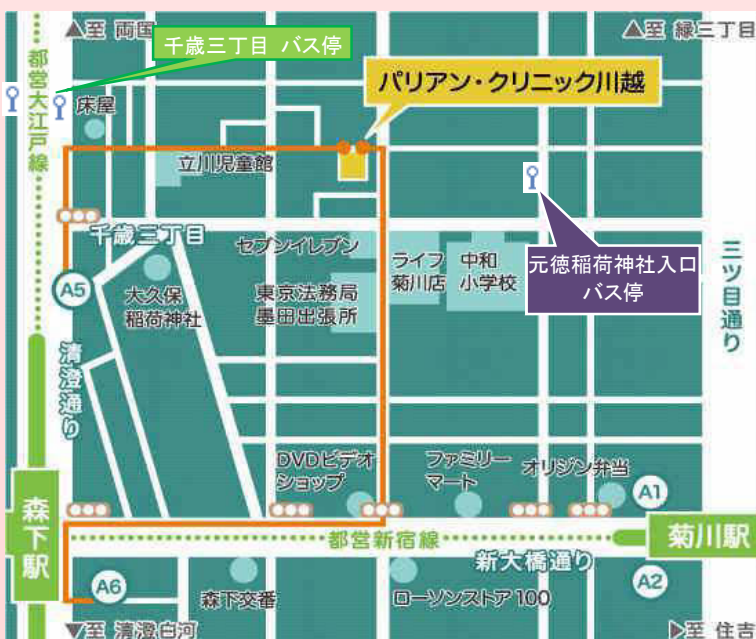 ▲至 両国
千歳三丁目 バス停
▲至 緑三丁目
都営大江戸線
床屋
パリアン・クリニック川越
立川児童館
千歳三丁目
セブンイレブン
ライフ
菊川店
中和
小学校
元徳稲荷神社入口
バス停
三ツ目通り
A5
大久保
稲荷神社
東京法務局
墨田出張所
清澄通り
DVDビデオ
ショップ
ファミリー
マート
オリジン弁当
A1
森下駅
都営新宿線
新大橋通り
菊川駅
A6
森下交番
ローソンストア100
A2
▼至 清澄白河
▶至 住吉